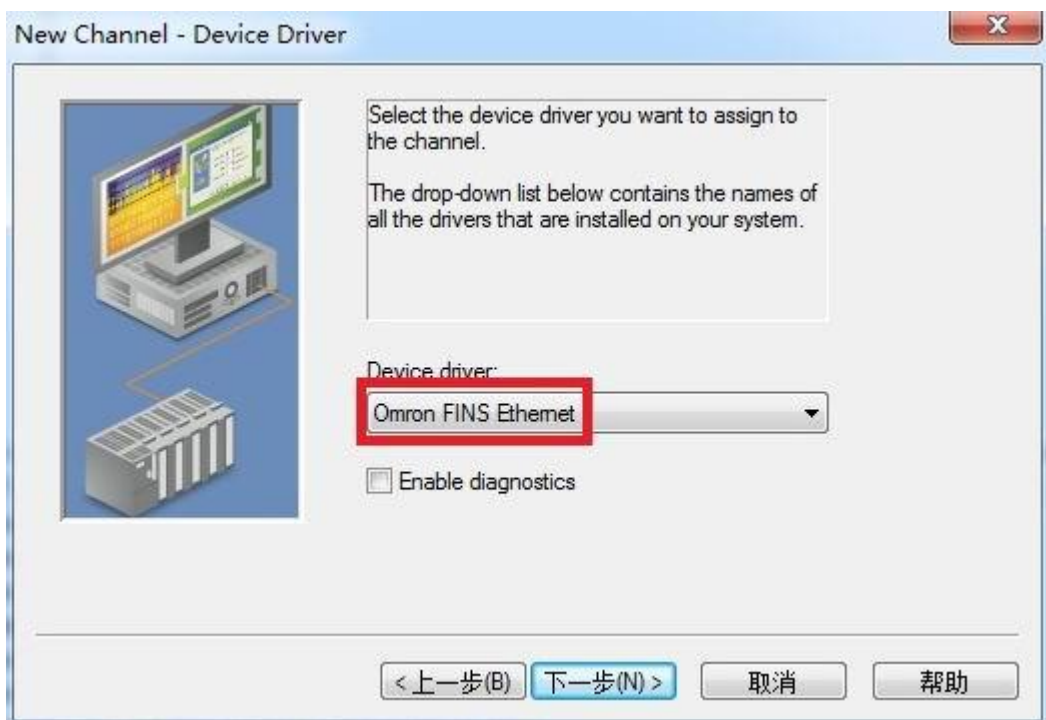 New Channel - Device Driver
Select the device driver you want to assign to
the channel.
The drop-down list below contains the names of
all the drivers that are installed on your system.
Device driver:
Omron FINS Ethernet
Enable diagnostics
<上一步(B) 下一步(N)> 取消 帮助